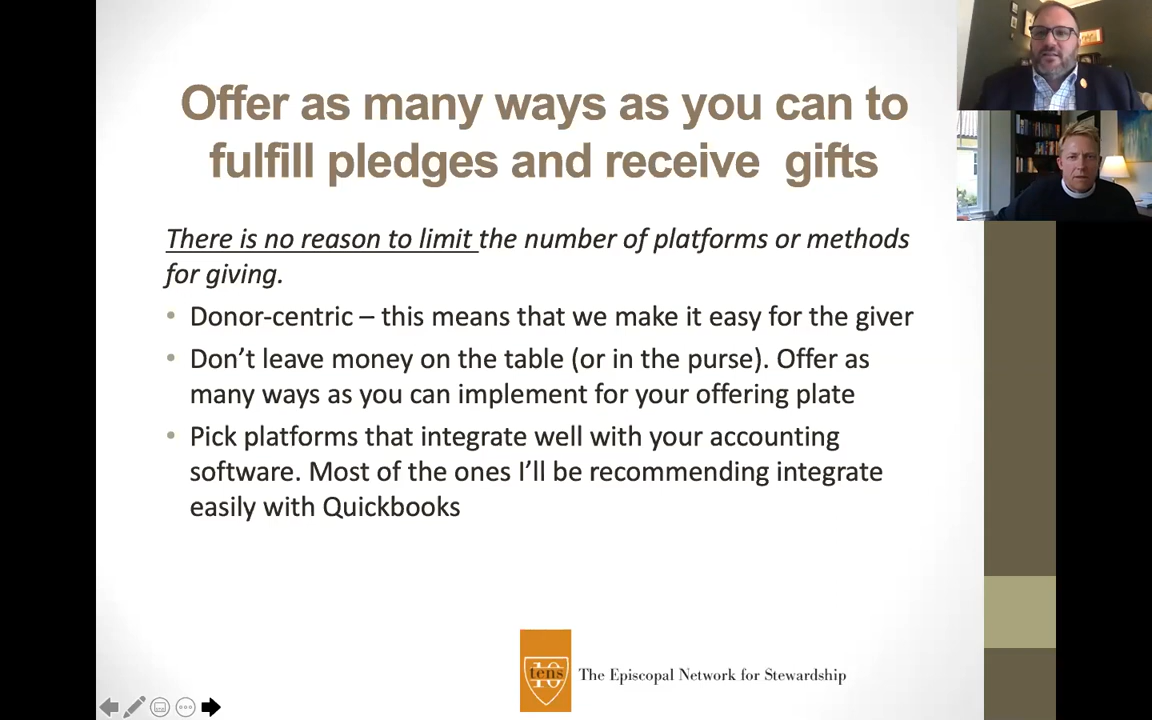 Offer as many ways as you can to
fulfill pledges and receive gifts
There is no reason to limit the number of platforms or methods
for giving.
• Donor-centric – this means that we make it easy for the giver
• Don’t leave money on the table (or in the purse). Offer as
many ways as you can implement for your offering plate
• Pick platforms that integrate well with your accounting
software. Most of the ones I’ll be recommending integrate
easily with Quickbooks
10
tens
The Episcopal Network for Stewardship